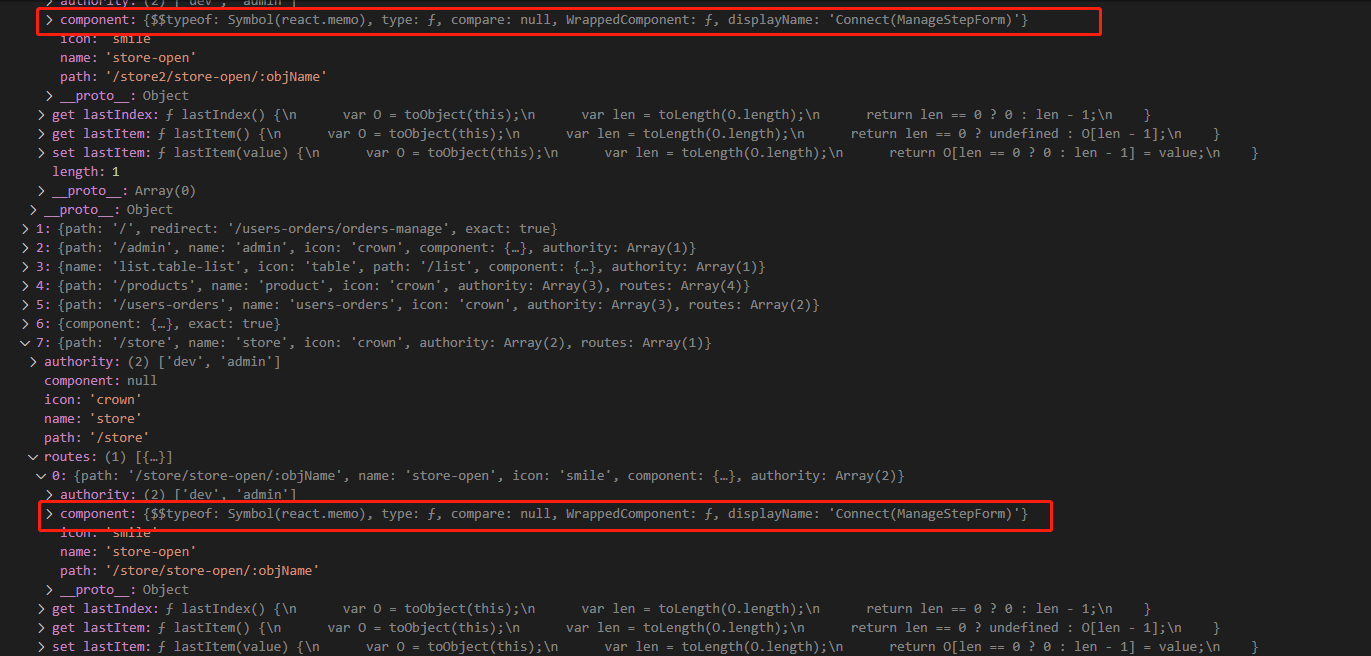 > authority: (2) ['dev', 'admin']
> component: {$$typeof: Symbol(react.memo), type: ƒ, compare: null, WrappedComponent: ƒ, displayName: 'Connect(ManageStepForm)'}
icon: 'smile'
name: 'store-open'
path: '/store2/store-open/:objName'
> __proto__: Object
> get lastIndex: ƒ lastIndex() {\n      var O = toObject(this);\n      var len = toLength(O.length);\n      return len == 0 ? 0 : len - 1;\n    }
> get lastItem: ƒ lastItem() {\n      var O = toObject(this);\n      var len = toLength(O.length);\n      return len == 0 ? undefined : O[len - 1];\n    }
> set lastItem: ƒ lastItem(value) {\n      var O = toObject(this);\n      var len = toLength(O.length);\n      return O[len == 0 ? 0 : len - 1] = value;\n    }
length: 1
> __proto__: Array(0)
> __proto__: Object
> 1: {path: '/', redirect: '/users-orders/orders-manage', exact: true}
> 2: {path: '/admin', name: 'admin', icon: 'crown', component: {…}, authority: Array(1)}
> 3: {name: 'list.table-list', icon: 'table', path: '/list', component: {…}, authority: Array(1)}
> 4: {path: '/products', name: 'product', icon: 'crown', authority: Array(3), routes: Array(4)}
> 5: {path: '/users-orders', name: 'users-orders', icon: 'crown', authority: Array(3), routes: Array(2)}
> 6: {component: {…}, exact: true}
7: {path: '/store', name: 'store', icon: 'crown', authority: Array(2), routes: Array(1)}
> authority: (2) ['dev', 'admin']
component: null
icon: 'crown'
name: 'store'
path: '/store'
routes: (1) [{…}]
0: {path: '/store/store-open/:objName', name: 'store-open', icon: 'smile', component: {…}, authority: Array(2)}
> authority: (2) ['dev', 'admin']
> component: {$$typeof: Symbol(react.memo), type: ƒ, compare: null, WrappedComponent: ƒ, displayName: 'Connect(ManageStepForm)'}
icon: 'smile'
name: 'store-open'
path: '/store/store-open/:objName'
> __proto__: Object
> get lastIndex: ƒ lastIndex() {\n      var O = toObject(this);\n      var len = toLength(O.length);\n      return len == 0 ? 0 : len - 1;\n    }
> get lastItem: ƒ lastItem() {\n      var O = toObject(this);\n      var len = toLength(O.length);\n      return len == 0 ? undefined : O[len - 1];\n    }
> set lastItem: ƒ lastItem(value) {\n      var O = toObject(this);\n      var len = toLength(O.length);\n      return O[len == 0 ? 0 : len - 1] = value;\n    }